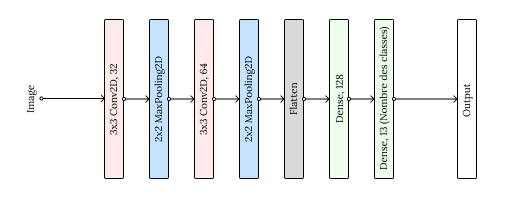 Image
3x3 Conv2D, 32
2x2 MaxPooling2D
3x3 Conv2D, 64
2x2 MaxPooling2D
Flatten
Dense, 128
Dense, 13 (Nombre des classes)
Output